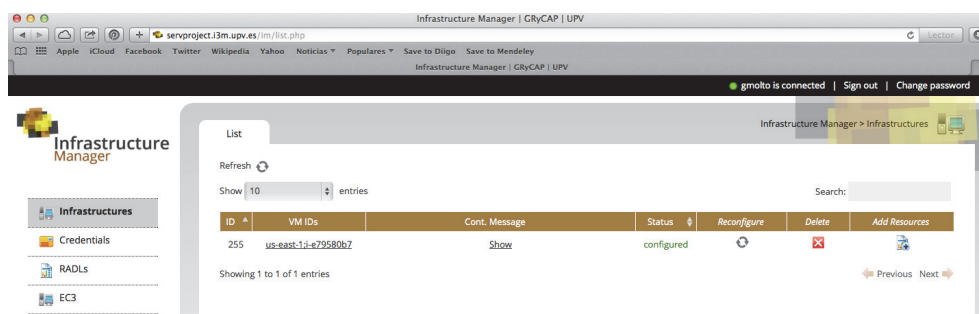 Infrastructure Manager | GRyCAP | UPV
servproject.i3m.upv.es/im/list.php
Lector
Apple iCloud Facebook Twitter Wikipedia Yahoo Noticias Populares Save to Diigo Save to Mendeley
Infrastructure Manager | GRyCAP | UPV
gmolto is connected | Sign out | Change password
Infrastructure
Manager
List
Infrastructure Manager > Infrastructures
Refresh
Show 10 entries
Search:
Infrastructures
Credentials
RADLs
EC3
ID VM IDs Cont. Message Status Reconfigure Delete Add Resources
255 us-east-1;i-e79580b7 Show configured
Showing 1 to 1 of 1 entries
Previous Next